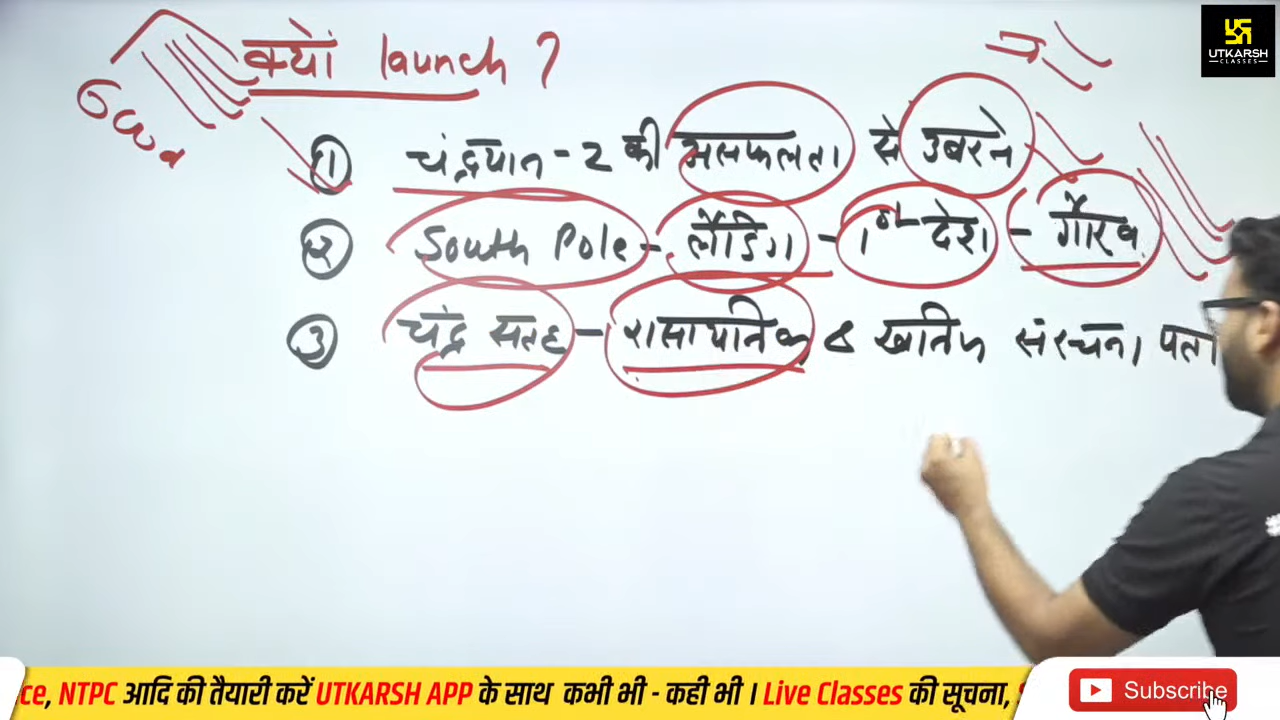 UTKARSH
CLASSES
क्यों launch ?
① चंद्रयान - 2 की असफलता से उबरने
② South Pole - लैंडिंग - 1st देश - गौरव
③ चंद्र सतह - रासायनिक & खनिज संरचना पता
ce, NTPC आदि की तैयारी करें UTKARSH APP के साथ कभी भी - कही भी । Live Classes की सूचना,
Subscribe